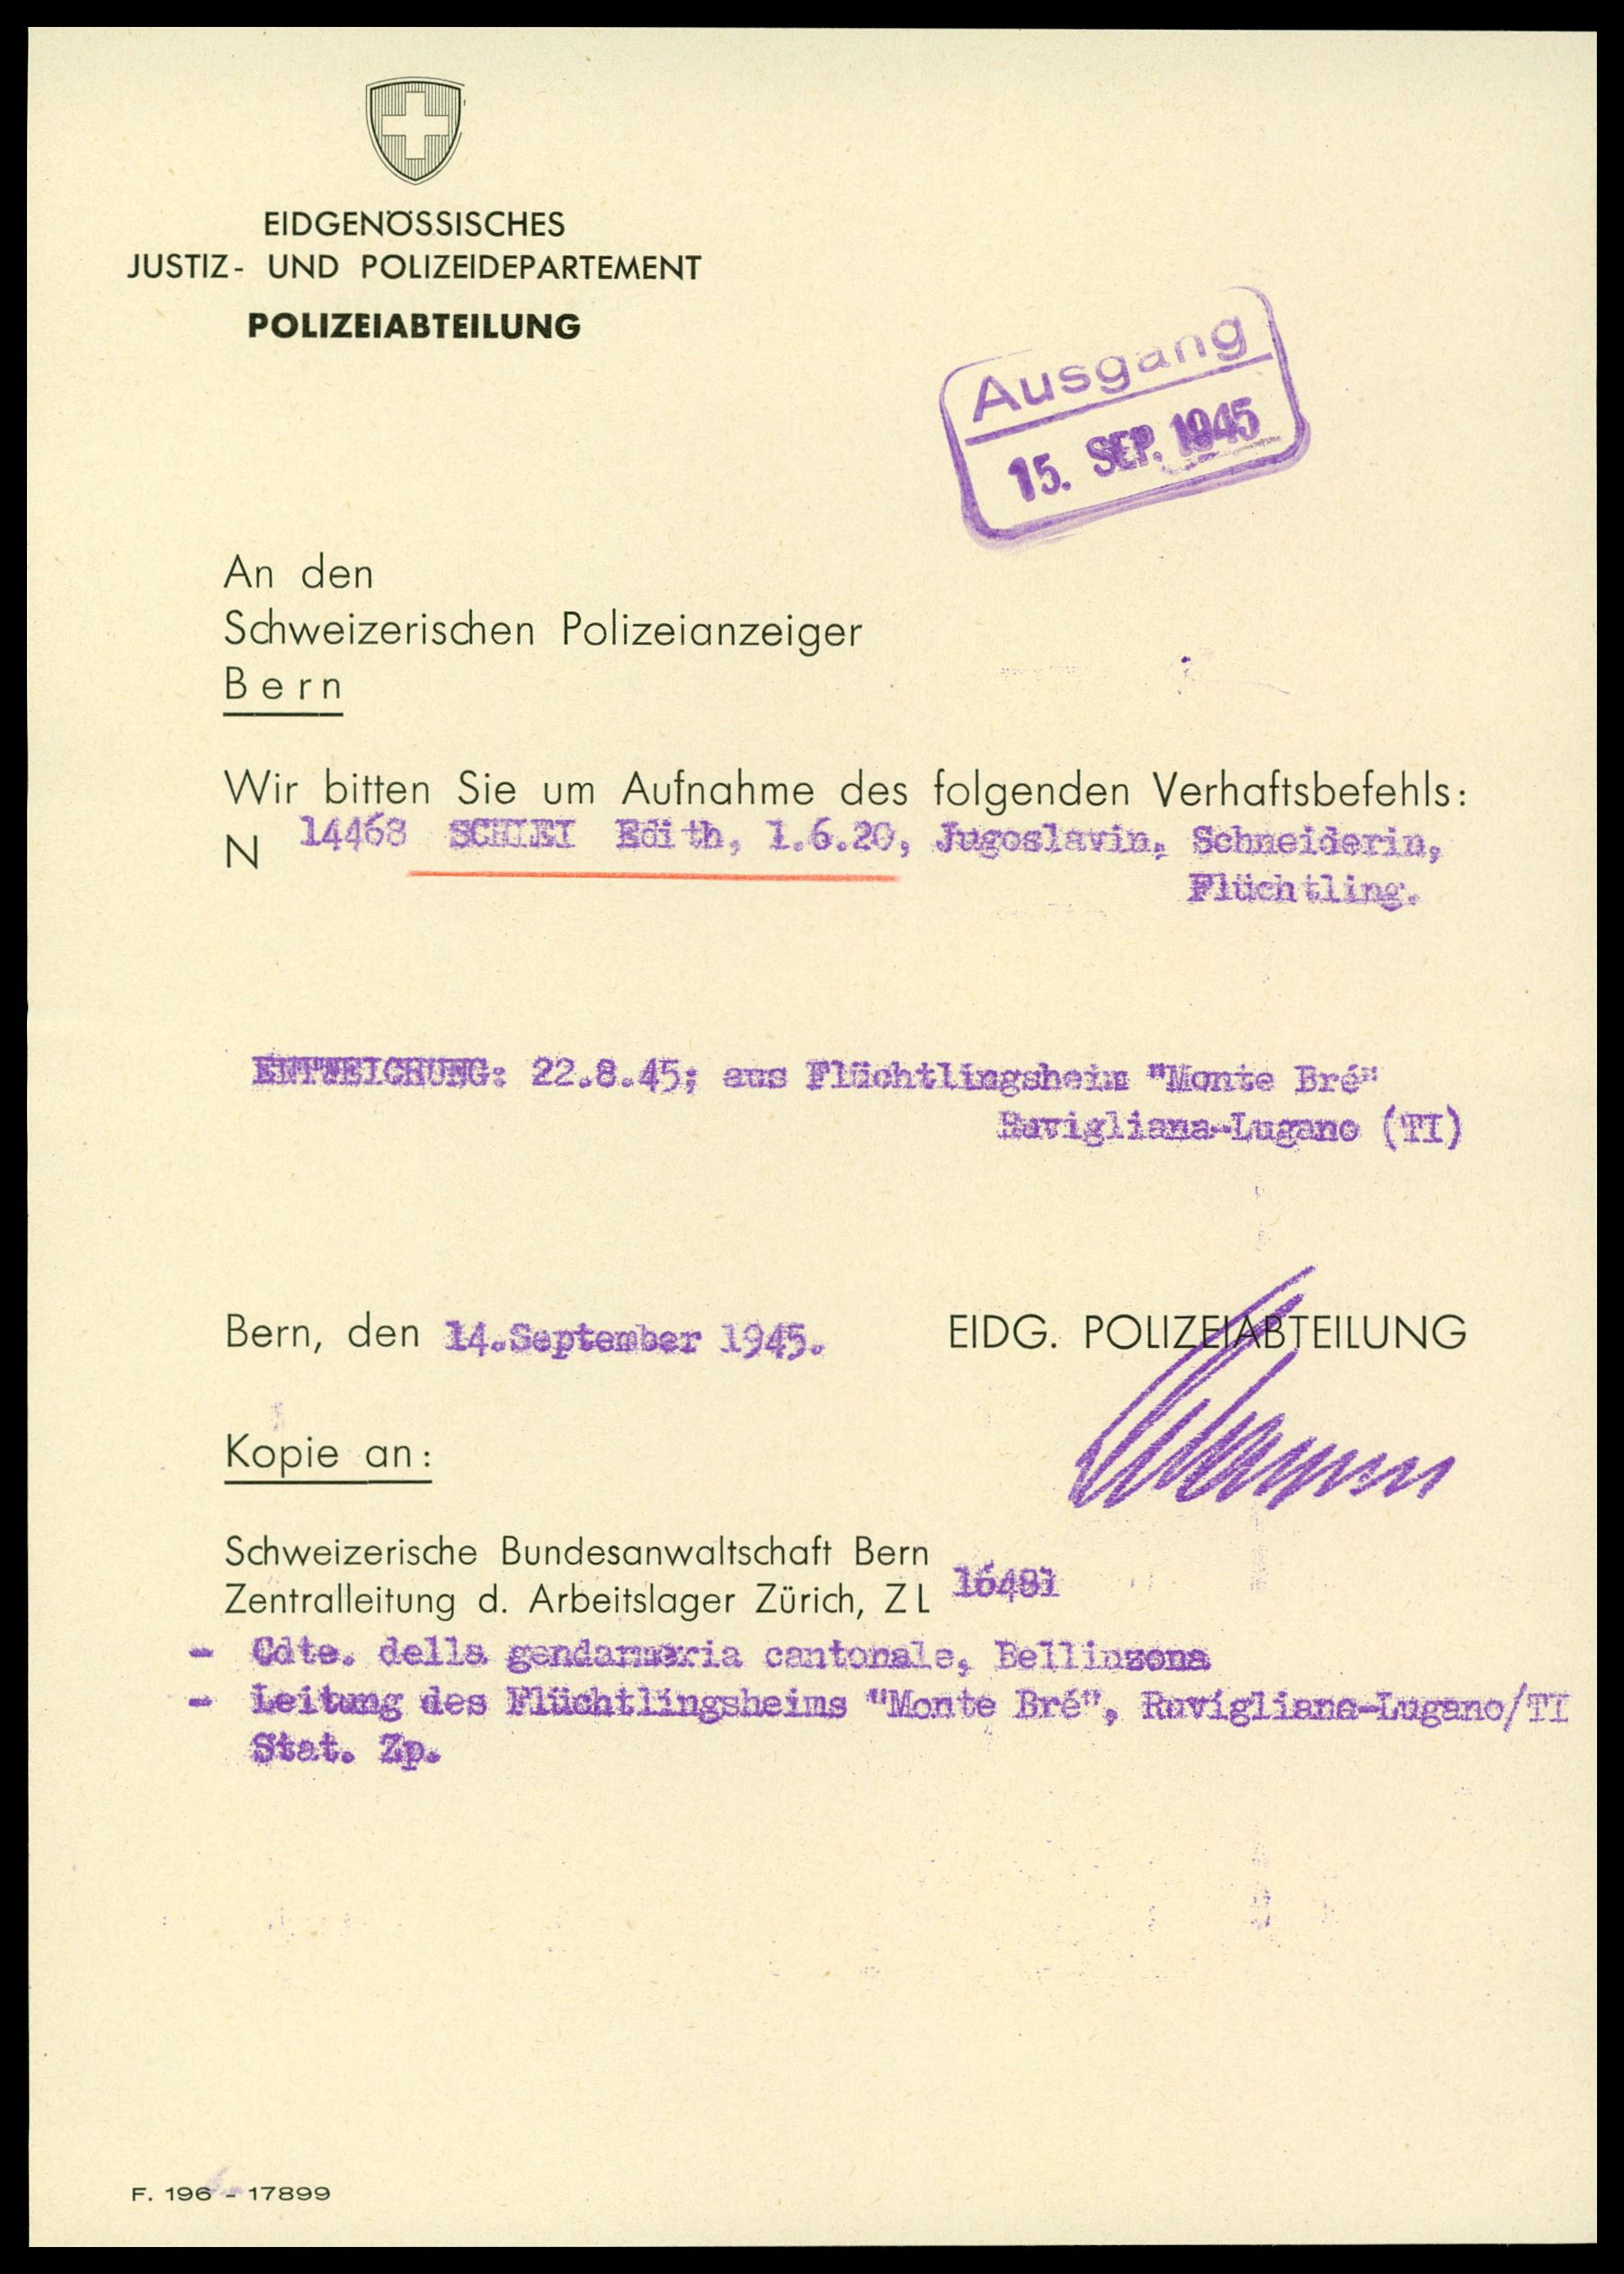 EIDGENÖSSISCHES
JUSTIZ- UND POLIZEIDEPARTEMENT
POLIZEIABTEILUNG
Ausgang
15. SEP. 1945
An den
Schweizerischen Polizeianzeiger
Bern
Wir bitten Sie um Aufnahme des folgenden Verhaftsbefehls:
N 14468 Edith, 1.6.20, Jugoslavin, Schneiderin,
Flüchtling.
ENTWEICHUNG: 22.8.45; aus Flüchtlingsheim "Monte Bré"
Ruvigliana-Lugano (TI)
Bern, den 14.September 1945. EIDG. POLIZEIABTEILUNG
Kopie an:
Schweizerische Bundesanwaltschaft Bern
Zentralleitung d. Arbeitslager Zürich, ZL 16481
- Cdte. della gendarmeria cantonale, Bellinzona
- Leitung des Flüchtlingsheims "Monte Bré", Ruvigliana-Lugano/TI
Stat. Zp.
F. 196 - 17899